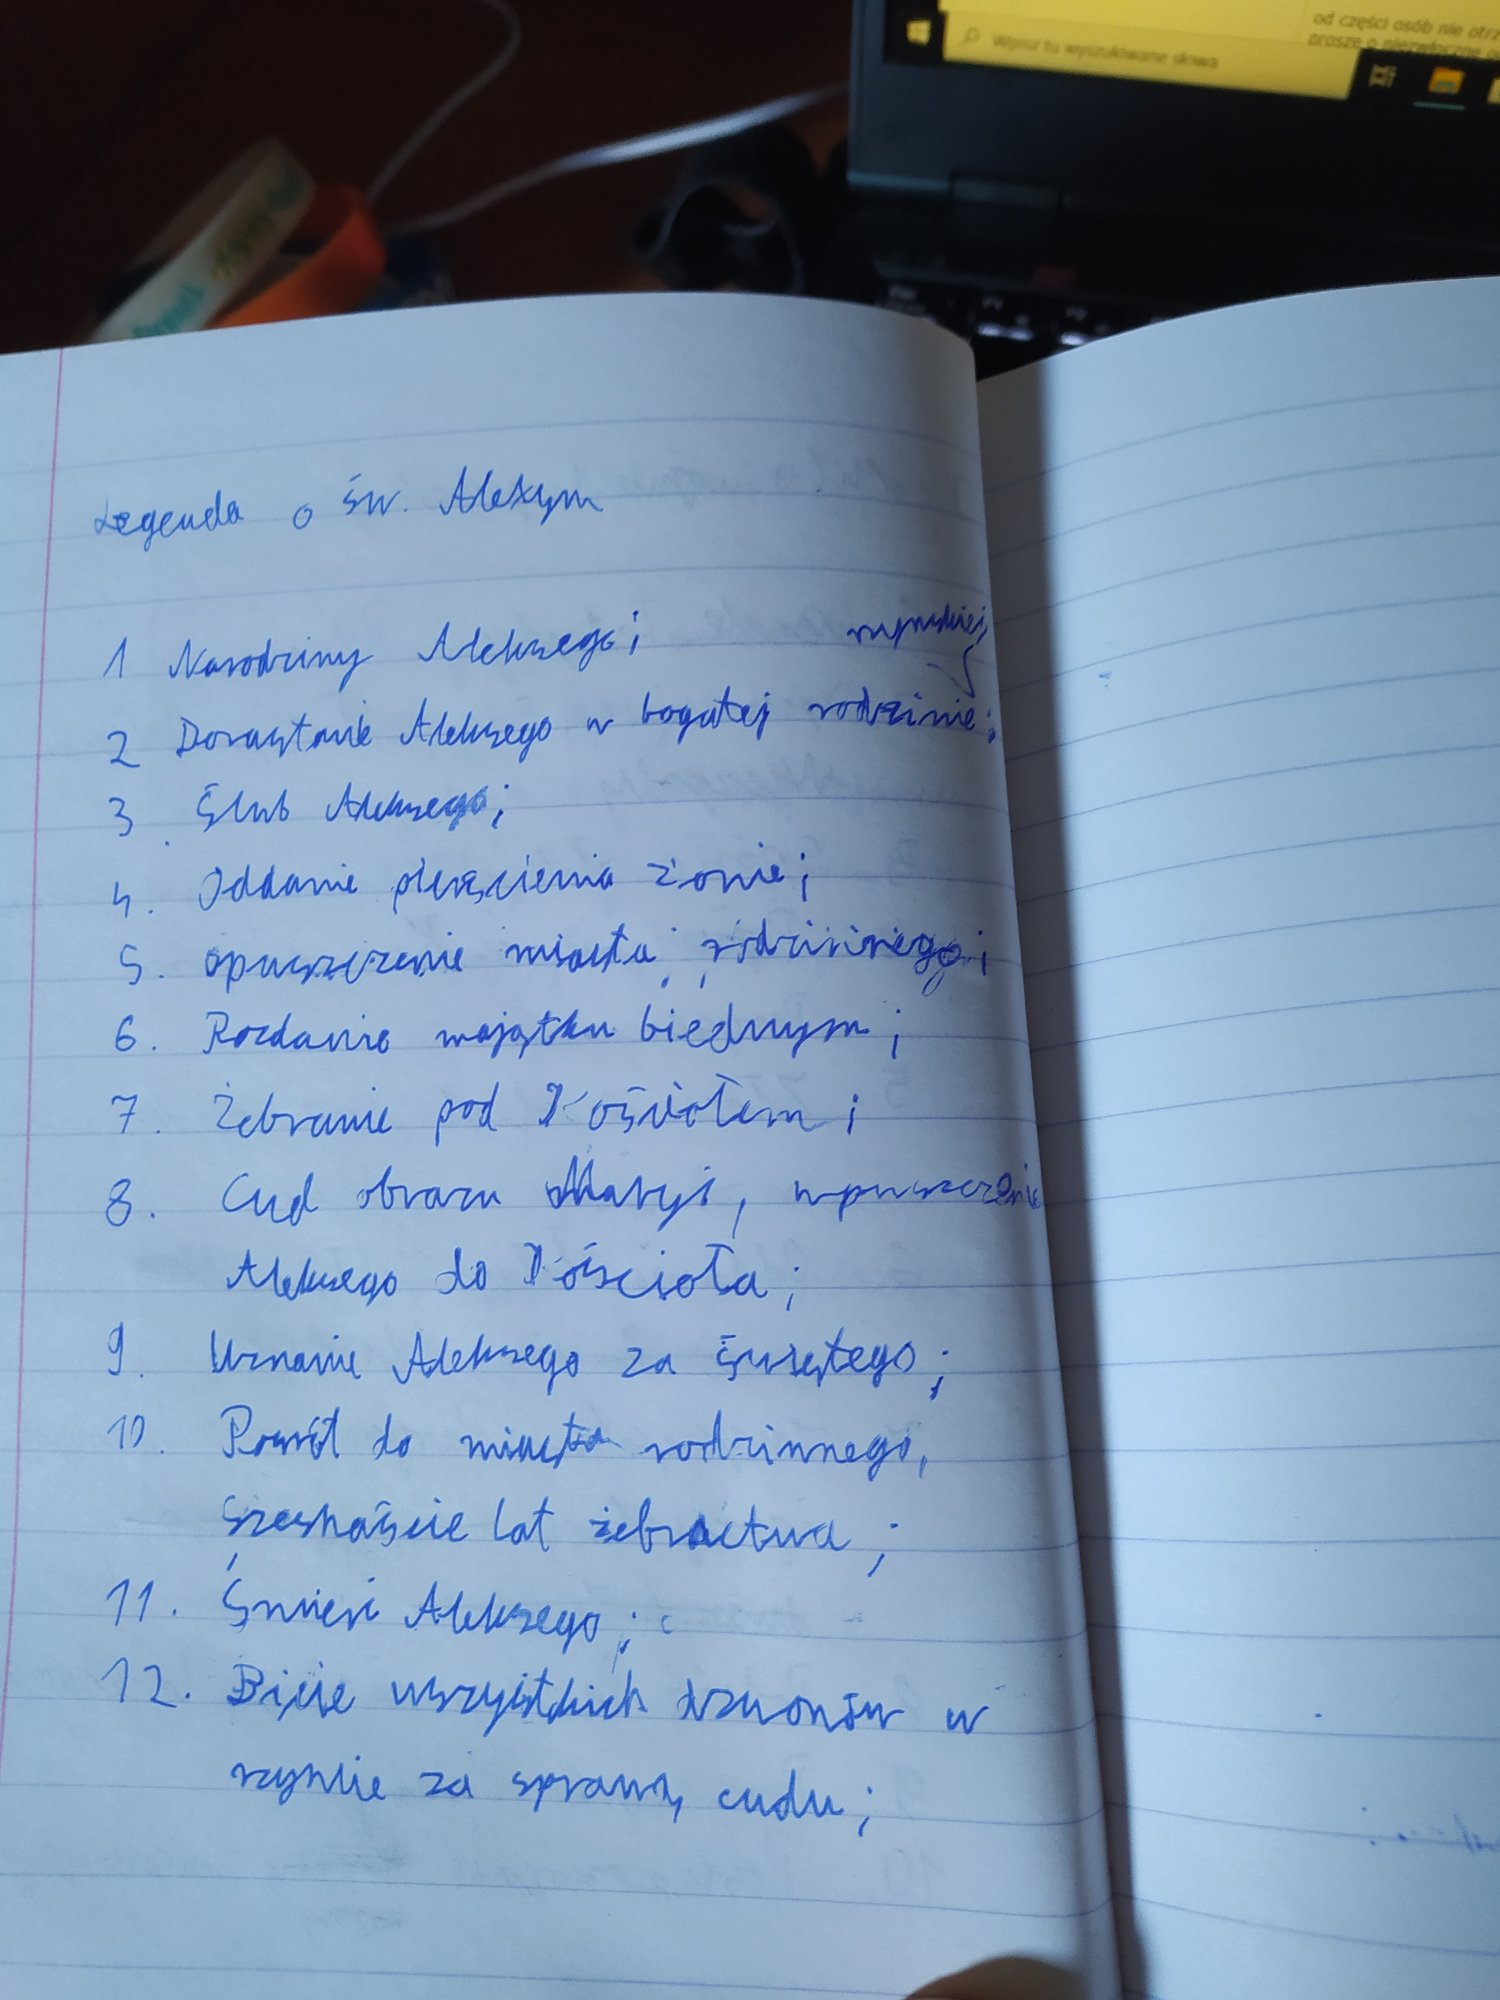 od części osób nie otrz
proszę o niezwłoczne
Wpisz tu wyszukiwane słowa
Legenda o św. Aleksym
1 Narodziny Aleksego;
rzymskiej
2 Dorastanie Aleksego w bogatej rodzinie;
3 Ślub Aleksego;
4. Oddanie pierścienia żonie;
5. opuszczenie miasta rodzinnego;
6. Rozdanie majątku biednym;
7. Żebranie pod Kościołem;
8. Cud obrazu Maryi, wpuszczenie
Aleksego do Kościoła;
9. Uznanie Aleksego za świętego;
10. Powrót do miasta rodzinnego,
szesnaście lat żebractwa;
11. Śmierć Aleksego;
12. Bicie wszystkich dzwonów w
rzymie za sprawą cudu;